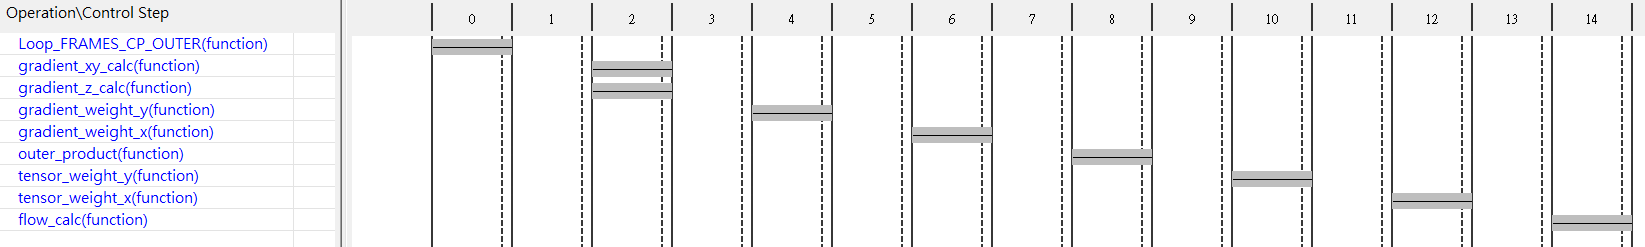 Operation\Control Step 0 1 2 3 4 5 6 7 8 9 10 11 12 13 14
Loop_FRAMES_CP_OUTER(function)
gradient_xy_calc(function)
gradient_z_calc(function)
gradient_weight_y(function)
gradient_weight_x(function)
outer_product(function)
tensor_weight_y(function)
tensor_weight_x(function)
flow_calc(function)